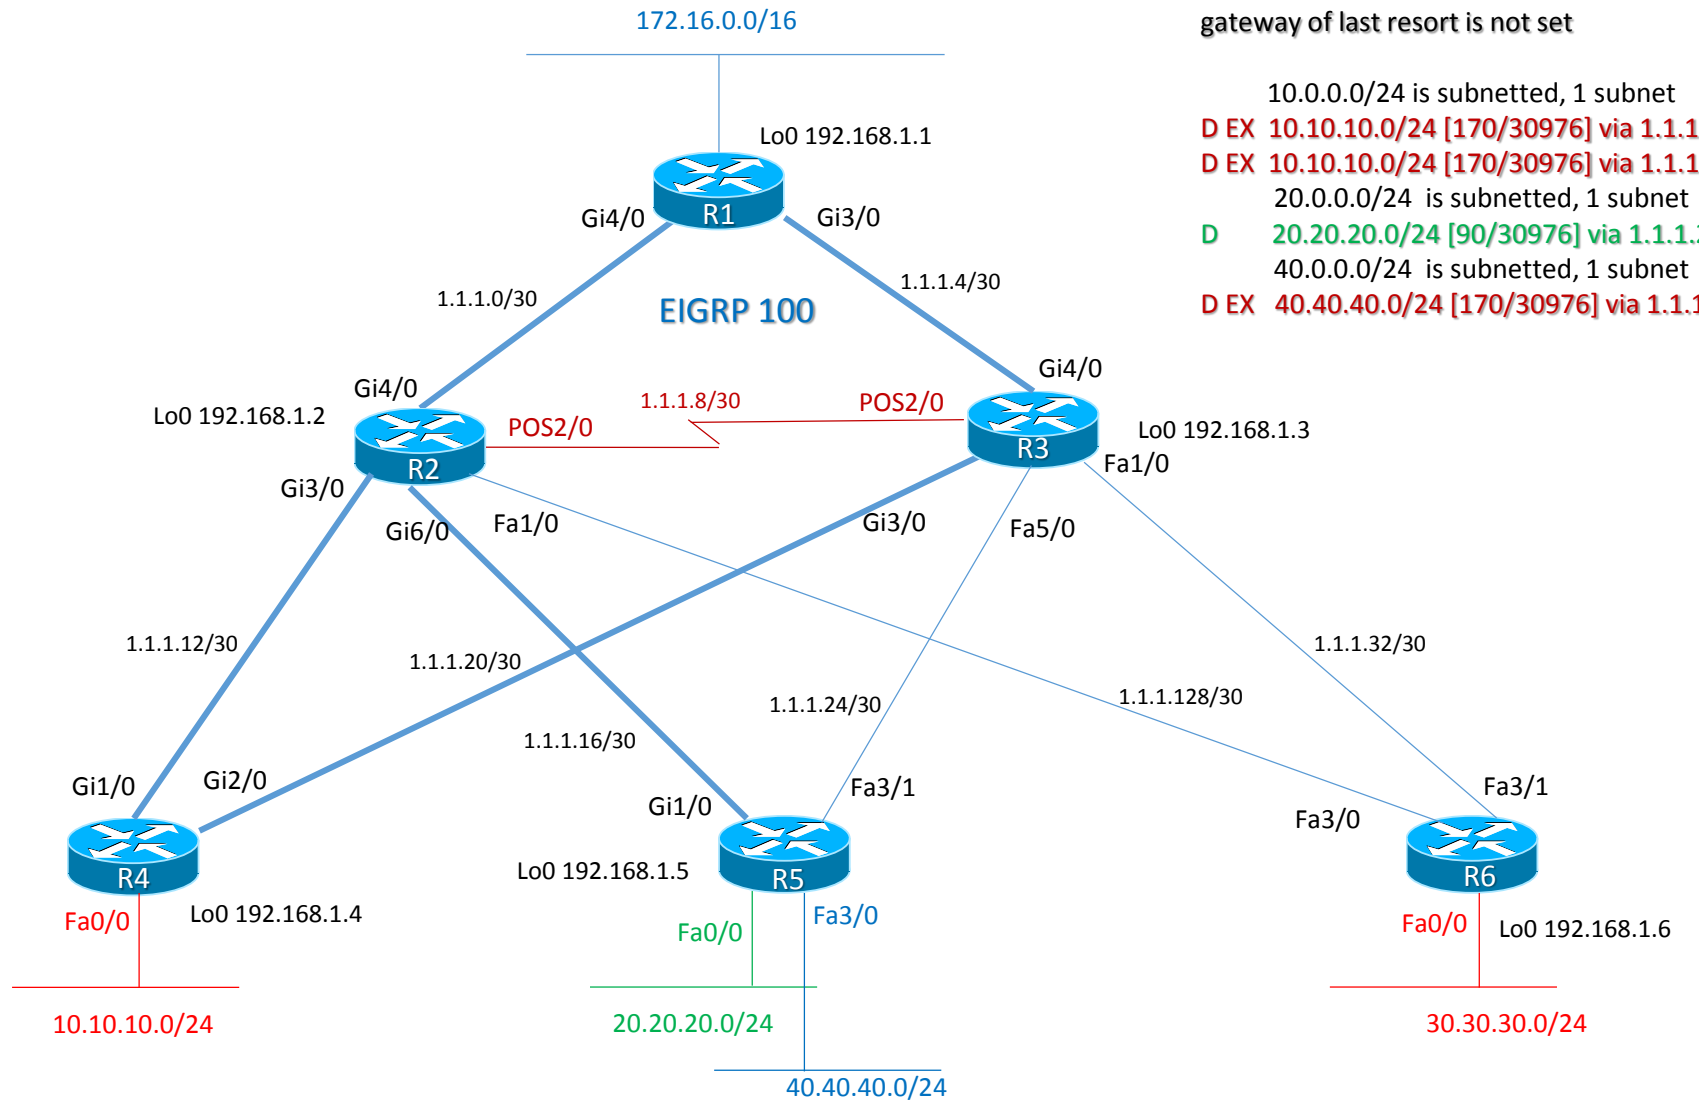 172.16.0.0/16
gateway of last resort is not set
10.0.0.0/24 is subnetted, 1 subnet
D EX 10.10.10.0/24 [170/30976] via 1.1.1
D EX 10.10.10.0/24 [170/30976] via 1.1.1
20.0.0.0/24 is subnetted, 1 subnet
D 20.20.20.0/24 [90/30976] via 1.1.1.2
40.0.0.0/24 is subnetted, 1 subnet
D EX 40.40.40.0/24 [170/30976] via 1.1.1
Lo0 192.168.1.1
R1
Gi4/0
Gi3/0
1.1.1.0/30
1.1.1.4/30
EIGRP 100
Gi4/0
Gi4/0
Lo0 192.168.1.2
POS2/0
1.1.1.8/30
POS2/0
Lo0 192.168.1.3
R2
R3
Gi3/0
Gi6/0
Fa1/0
Gi3/0
Fa5/0
Fa1/0
1.1.1.12/30
1.1.1.20/30
1.1.1.16/30
1.1.1.24/30
1.1.1.128/30
1.1.1.32/30
Gi1/0
Gi2/0
Gi1/0
Fa3/1
Fa3/0
Fa3/1
R4
Lo0 192.168.1.5
R5
R6
Fa0/0
Lo0 192.168.1.4
Fa0/0
Fa3/0
Fa0/0
Lo0 192.168.1.6
10.10.10.0/24
20.20.20.0/24
30.30.30.0/24
40.40.40.0/24